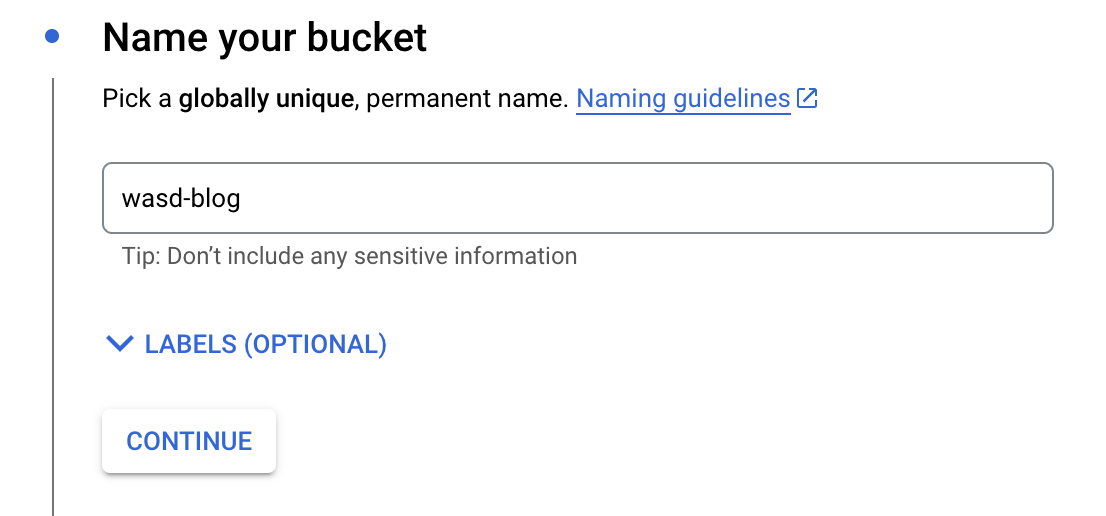 Name your bucket
Pick a globally unique, permanent name. Naming guidelines
wasd-blog
Tip: Don’t include any sensitive information
LABELS (OPTIONAL)
CONTINUE